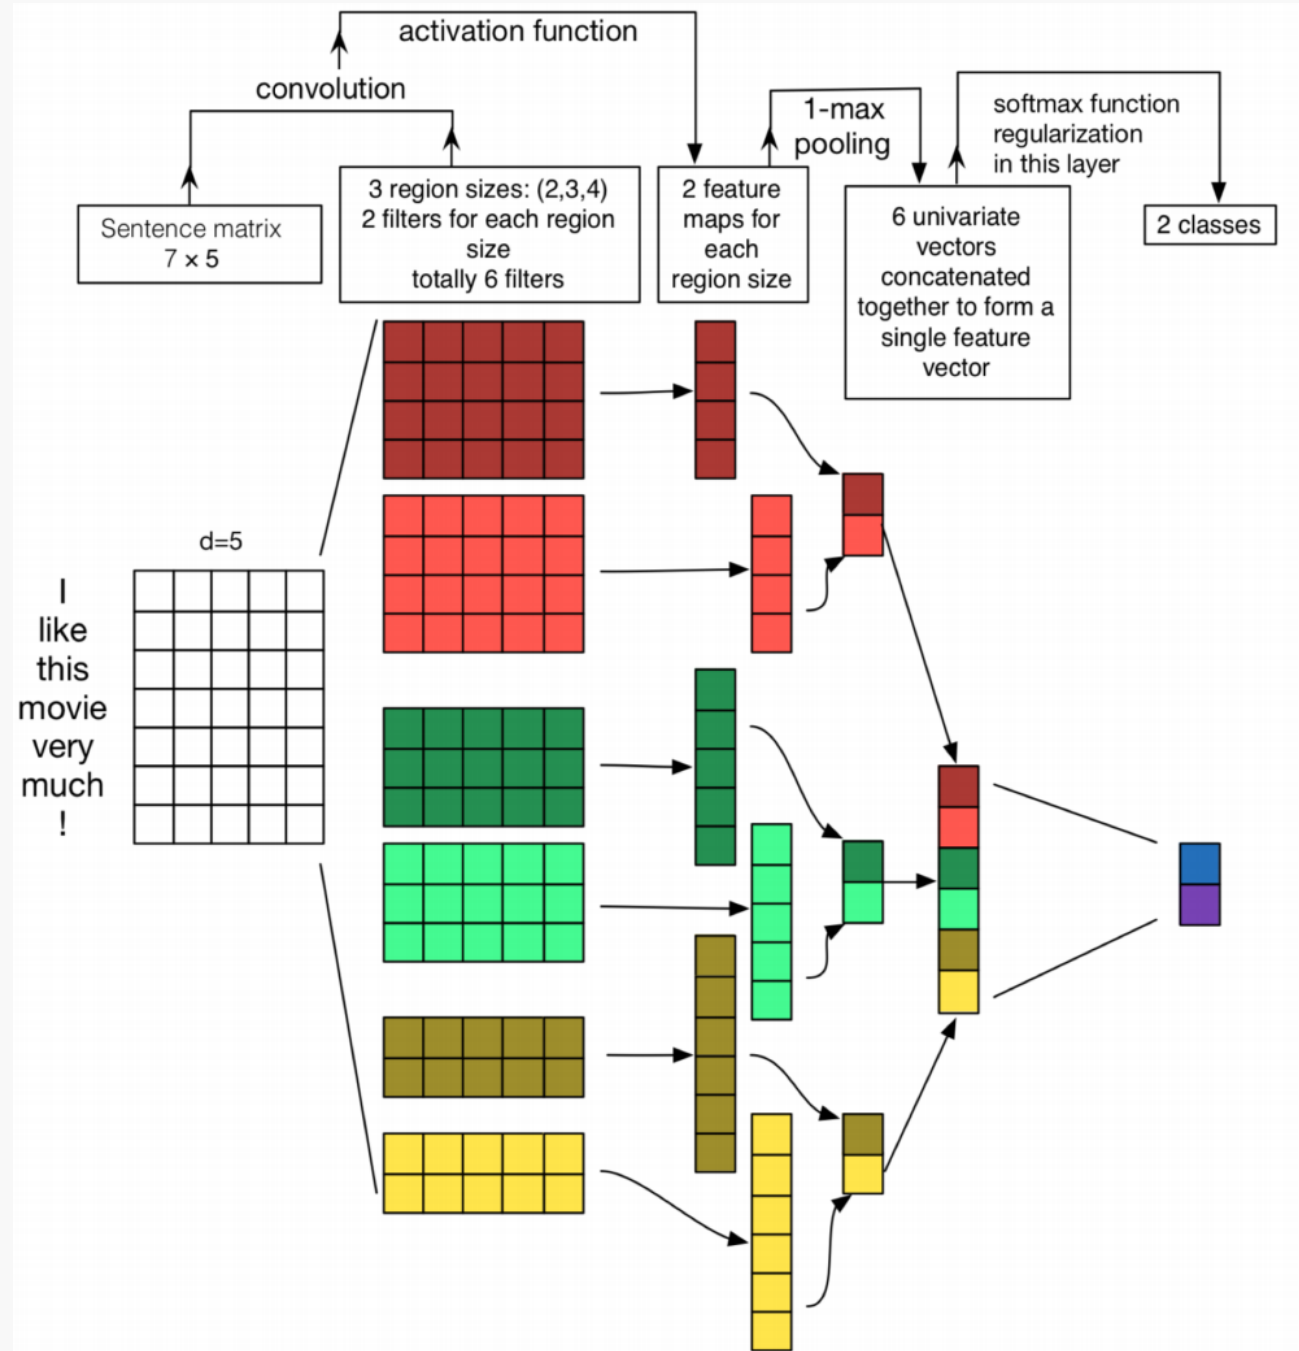 activation function
convolution
1-max
pooling
softmax function
regularization
in this layer
Sentence matrix
7 × 5
3 region sizes: (2,3,4)
2 filters for each region
size
totally 6 filters
2 feature
maps for
each
region size
6 univariate
vectors
concatenated
together to form a
single feature
vector
2 classes
d=5
I
like
this
movie
very
much
!